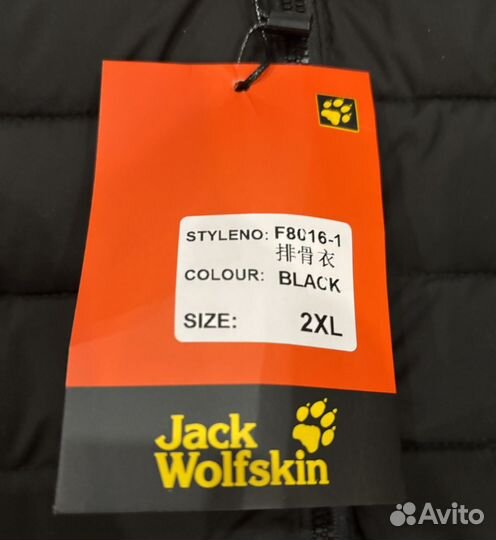 STYLENO: F8016-1
排骨衣
COLOUR: BLACK
SIZE: 2XL
Jack
Wolfskin
Avito